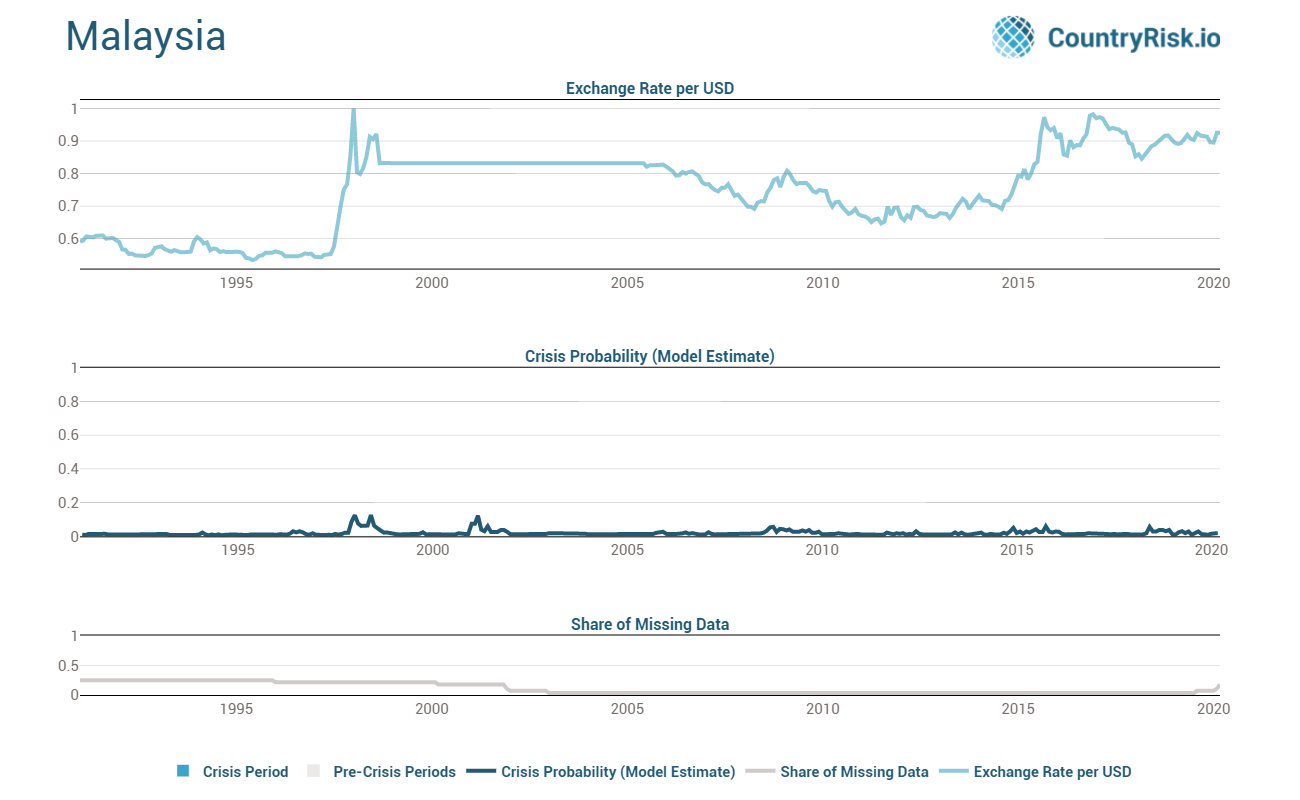 Malaysia
CountryRisk.io
Exchange Rate per USD
1
0.9
0.8
0.7
0.6
1995 2000 2005 2010 2015 2020
Crisis Probability (Model Estimate)
1
0.8
0.6
0.4
0.2
0
1995 2000 2005 2010 2015 2020
Share of Missing Data
1
0.5
0
1995 2000 2005 2010 2015 2020
Crisis Period Pre-Crisis Periods Crisis Probability (Model Estimate) Share of Missing Data Exchange Rate per USD